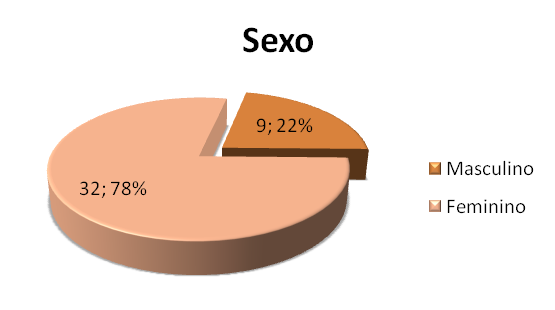 Sexo
9; 22%
32; 78%
Masculino
Feminino